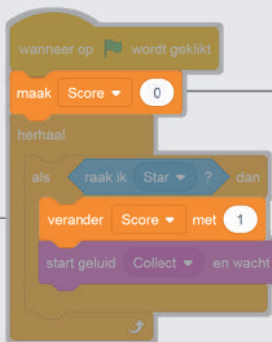 wanneer op wordt geklikt
maak Score 0
herhaal
als raak ik Star ? dan
verander Score met 1
start geluid Collect en wacht